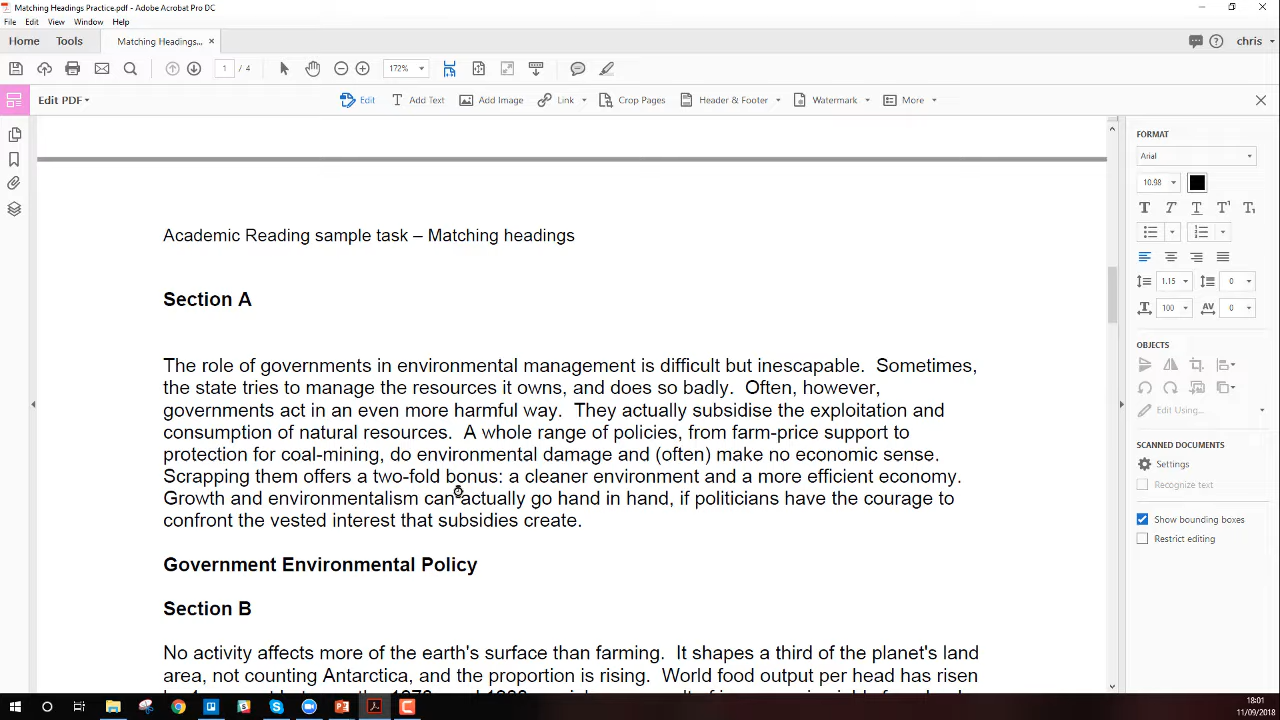 Matching Headings Practice.pdf - Adobe Acrobat Pro DC
File Edit View Window Help
Home Tools Matching Headings... × chris
1 / 4 172%
Edit PDF Edit Add Text Add Image Link Crop Pages Header & Footer Watermark More
FORMAT
Arial
10.98
1.15 0
100 0
OBJECTS
Edit Using...
SCANNED DOCUMENTS
Settings
Recognize text
Show bounding boxes
Restrict editing
Academic Reading sample task – Matching headings
Section A
The role of governments in environmental management is difficult but inescapable. Sometimes,
the state tries to manage the resources it owns, and does so badly. Often, however,
governments act in an even more harmful way. They actually subsidise the exploitation and
consumption of natural resources. A whole range of policies, from farm-price support to
protection for coal-mining, do environmental damage and (often) make no economic sense.
Scrapping them offers a two-fold bonus: a cleaner environment and a more efficient economy.
Growth and environmentalism can actually go hand in hand, if politicians have the courage to
confront the vested interest that subsidies create.
Government Environmental Policy
Section B
No activity affects more of the earth's surface than farming. It shapes a third of the planet's land
area, not counting Antarctica, and the proportion is rising. World food output per head has risen
18:01
11/09/2018